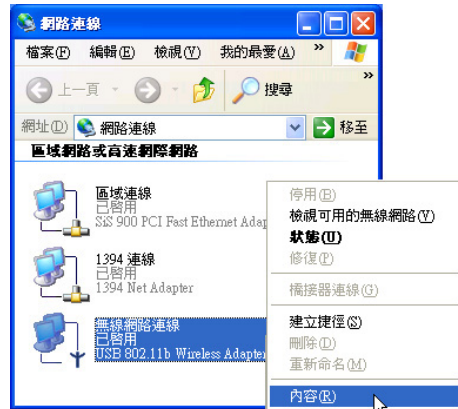 網路連線
檔案(F) 編輯(E) 檢視(V) 我的最愛(A) »
上一頁 搜尋 »
網址(D) 網路連線 移至
區域網路或高速網際網路
區域連線
已啟用
SiS 900 PCI Fast Ethernet Adap
1394 連線
已啟用
1394 Net Adapter
無線網路連線
已啟用
USB 802.11b Wireless Adapter
停用(B)
檢視可用的無線網路(V)
狀態(U)
修復(P)
橋接器連線(G)
建立捷徑(S)
刪除(D)
重新命名(M)
內容(R)